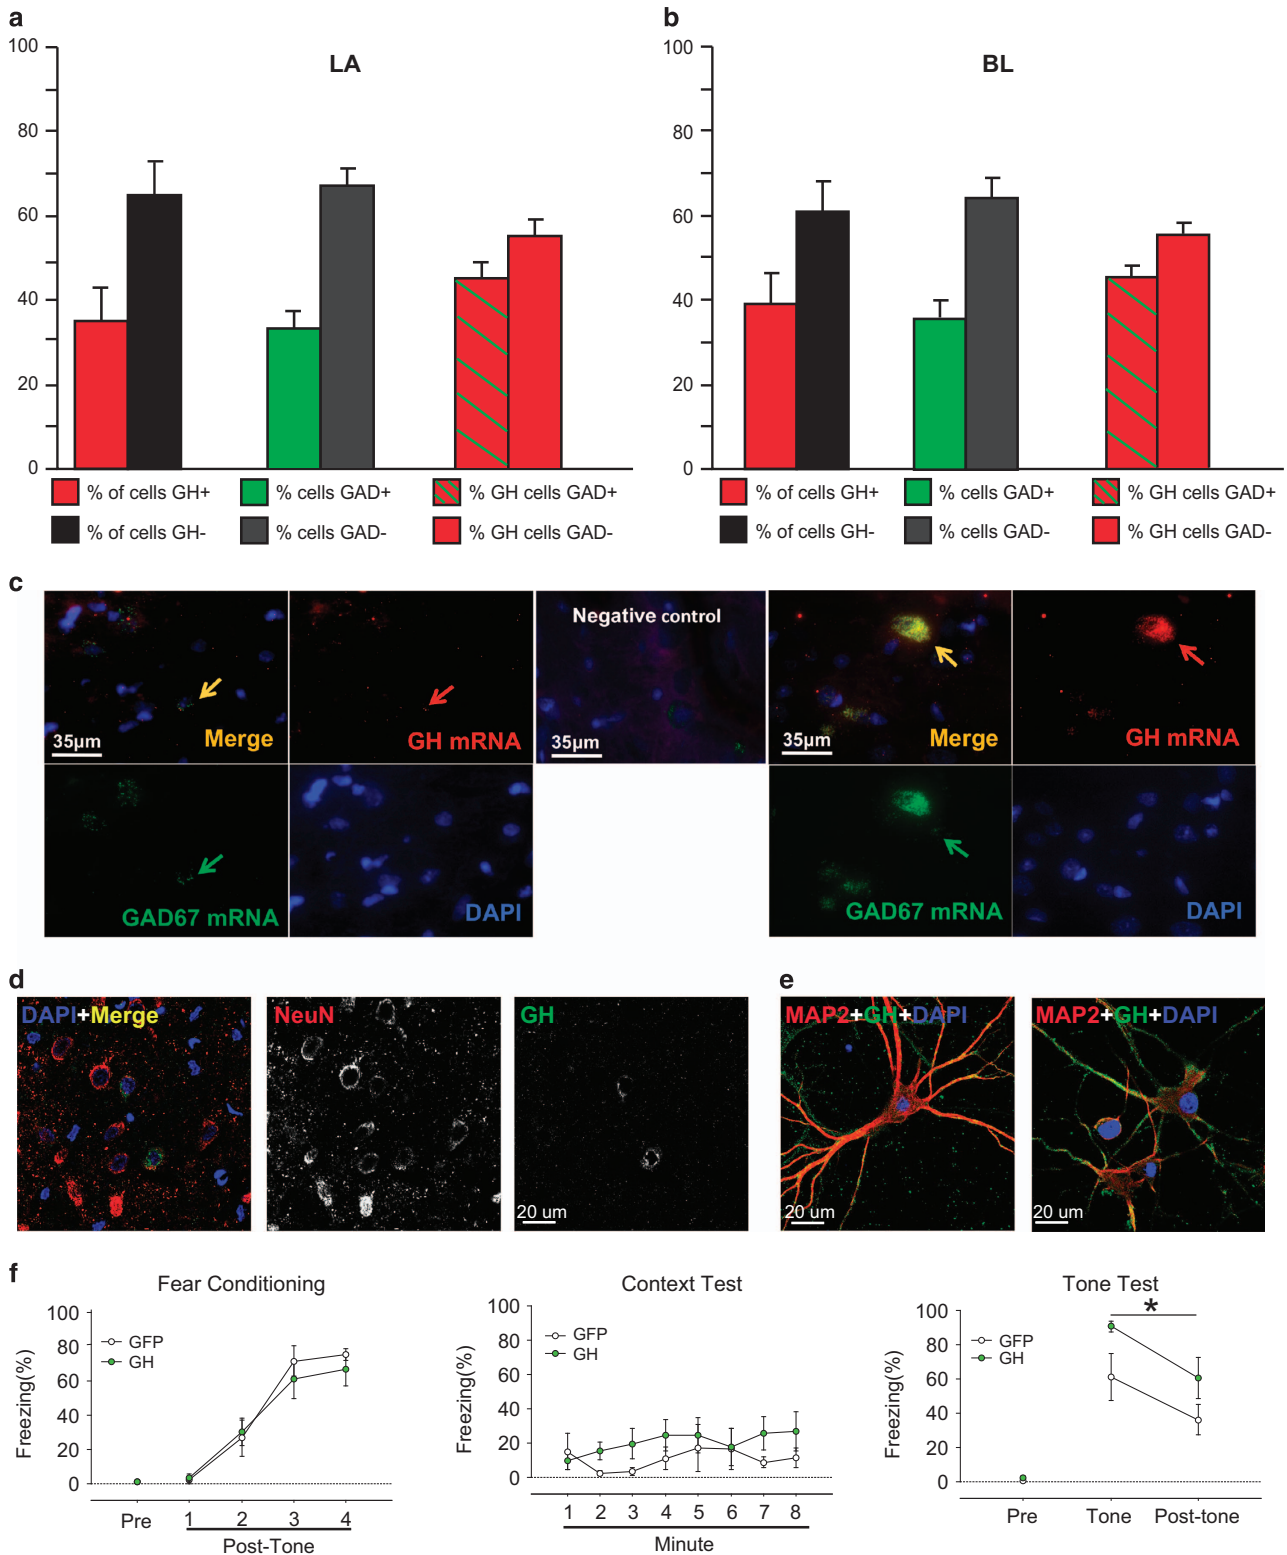 a
LA
100
80
60
40
20
0
% of cells GH+
% cells GAD+
% GH cells GAD+
% of cells GH-
% cells GAD-
% GH cells GAD-
b
BL
100
80
60
40
20
0
% of cells GH+
% cells GAD+
% GH cells GAD+
% of cells GH-
% cells GAD-
% GH cells GAD-
c
35µm
Merge
GH mRNA
GAD67 mRNA
DAPI
Negative control
35µm
35µm
Merge
GH mRNA
GAD67 mRNA
DAPI
d
DAPI+Merge
NeuN
GH
20 um
e
MAP2+GH+DAPI
20 um
MAP2+GH+DAPI
20 um
f
Fear Conditioning
Freezing(%)
100
80
60
40
20
0
GFP
GH
Pre 1 2 3 4
Post-Tone
Context Test
Freezing(%)
100
80
60
40
20
0
GFP
GH
1 2 3 4 5 6 7 8
Minute
Tone Test
*
Freezing(%)
100
80
60
40
20
0
GFP
GH
Pre Tone Post-tone